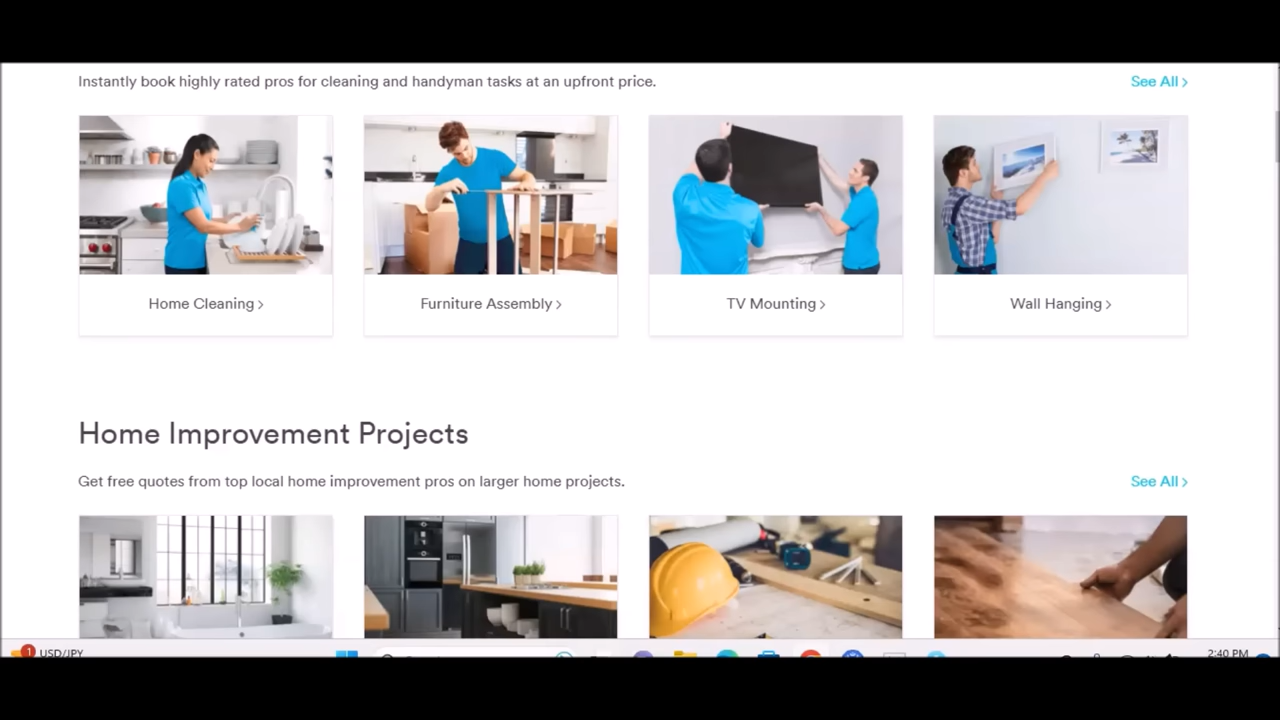 Instantly book highly rated pros for cleaning and handyman tasks at an upfront price.
See All >
Home Cleaning >
Furniture Assembly >
TV Mounting >
Wall Hanging >
Home Improvement Projects
Get free quotes from top local home improvement pros on larger home projects.
See All >
1
USD/JPY
2:40 PM